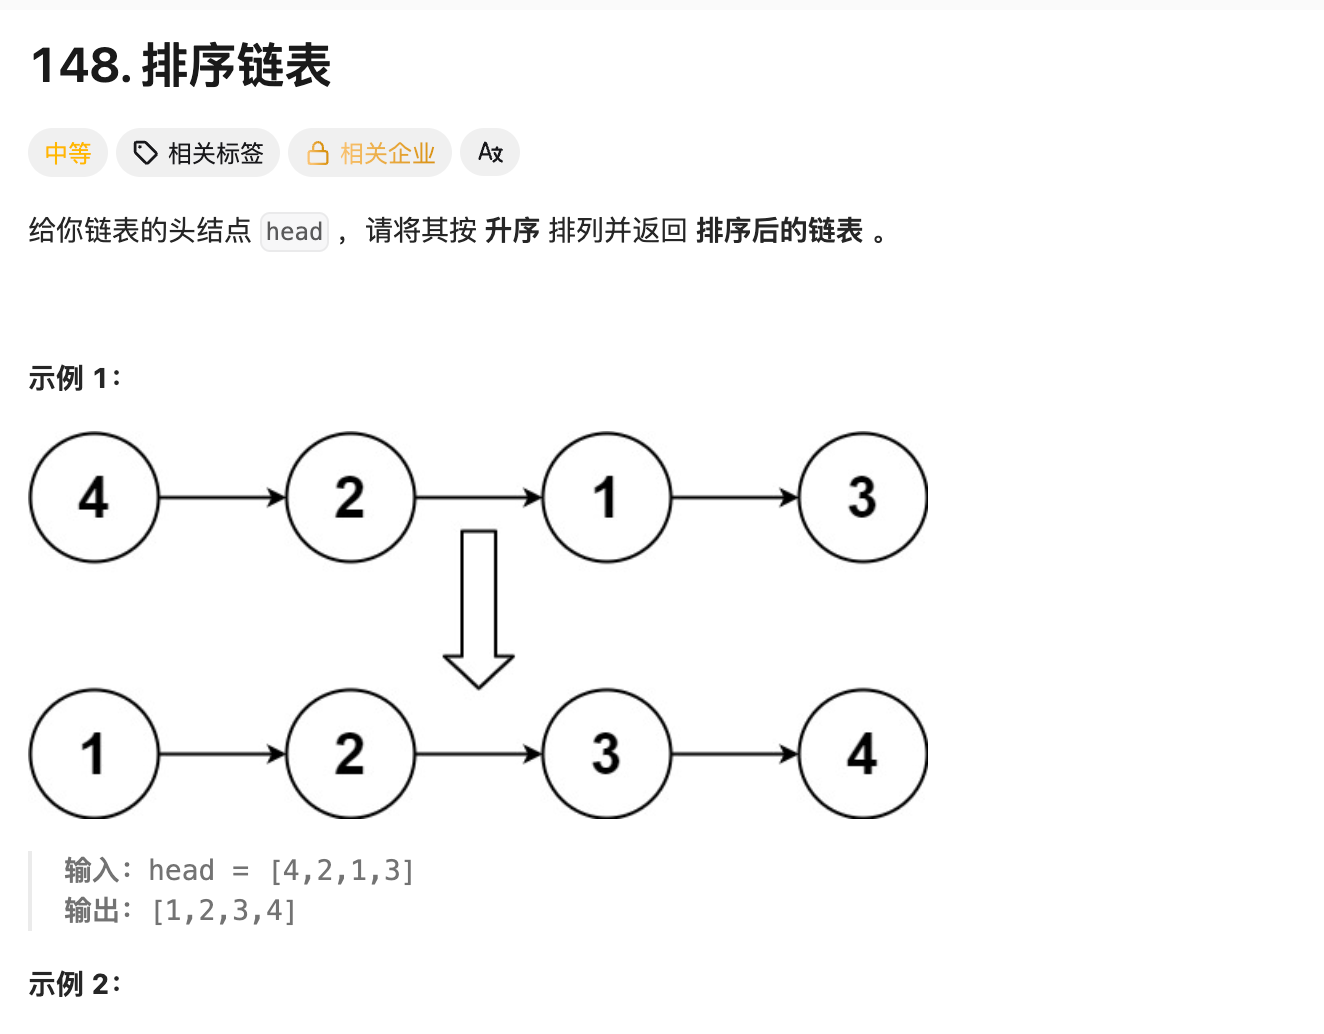 148. 排序链表
中等 相关标签 相关企业 A文
给你链表的头结点 head ，请将其按 升序 排列并返回 排序后的链表 。
示例 1：
4 2 1 3
1 2 3 4
输入：head = [4,2,1,3]
输出：[1,2,3,4]
示例 2：